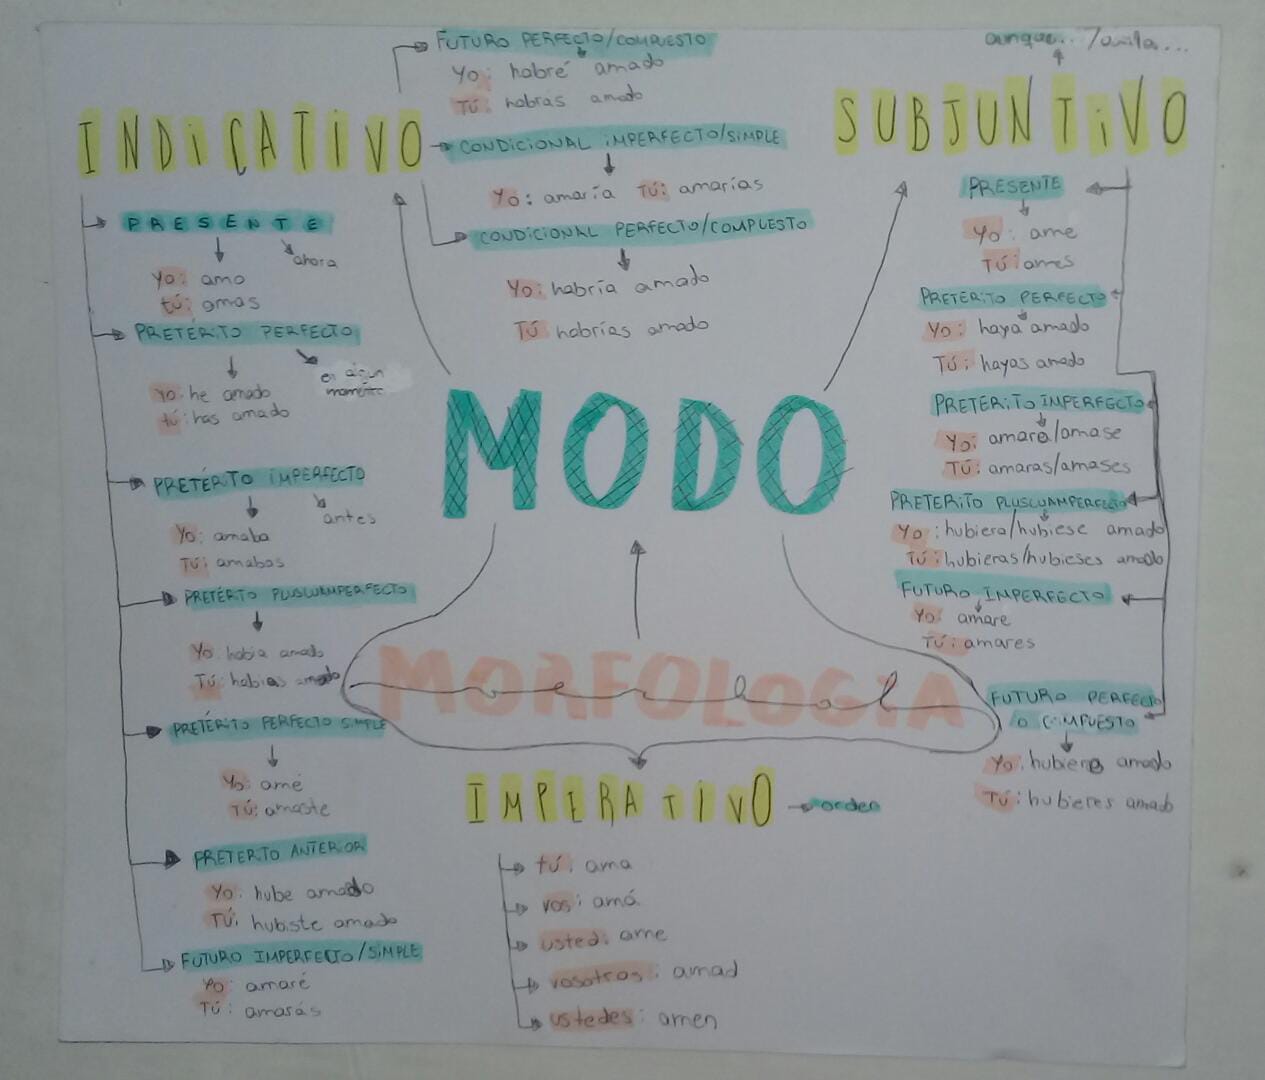 INDICATIVO
PRESENTE
ahora
Yo: amo
tú: amas
PRETÉRITO PERFECTO
en algún
momento
Yo: he amado
tú: has amado
PRETÉRITO IMPERFECTO
antes
Yo: amaba
Tú: amabas
PRETÉRTO PLUSCUAMPERFECTO
Yo: había amado
Tú: habías amado
PRETÉRITO PERFECTO SIMPLE
Yo: amé
Tú: amaste
PRETERITO ANTERIOR
Yo: hube amado
TÚ: hubiste amado
FUTURO IMPERFECTO/SIMPLE
Yo: amaré
Tú: amarás
FUTURO PERFECTO/COMPUESTO
Yo: habré amado
TÚ: habrás amado
CONDICIONAL IMPERFECTO/SIMPLE
Yo: amaría TÚ: amarías
CONDICIONAL PERFECTO/COMPUESTO
Yo: habría amado
TÚ: habrías amado
MODO
MORFOLOGIA
verbal
IMPERATIVO
orden
tú: ama
vos: amá
usted: ame
vosotros: amad
ustedes: amen
aunque... /
SUBJUNTIVO
PRESENTE
Yo: ame
TÚ: ames
PRETERITO PERFECTO
Yo: haya amado
TÚ: hayas amado
PRETERITO IMPERFECTO
Yo: amara/amase
TÚ: amaras/amases
PRETERITO PLUSCUAMPERFECTO
Yo: hubiera/hubiese amado
TÚ: hubieras/hubieses amado
FUTURO IMPERFECTO
Yo: amare
TÚ: amares
FUTURO PERFECTO
O COMPUESTO
Yo: hubiere amado
TÚ: hubieres amado